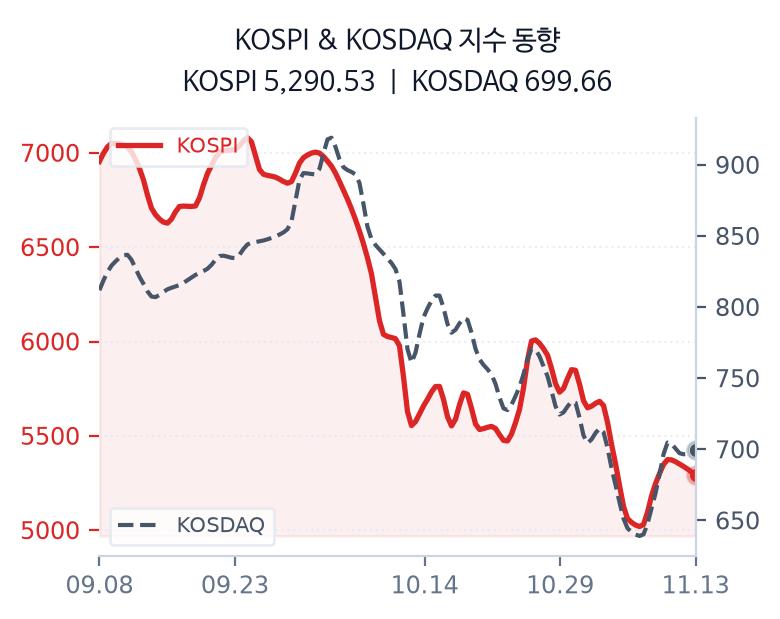 KOSPI & KOSDAQ 지수 동향
KOSPI 5,290.53 | KOSDAQ 699.66
KOSPI
7000
6500
6000
5500
5000
900
850
800
750
700
650
KOSDAQ
09.08 09.23 10.14 10.29 11.13